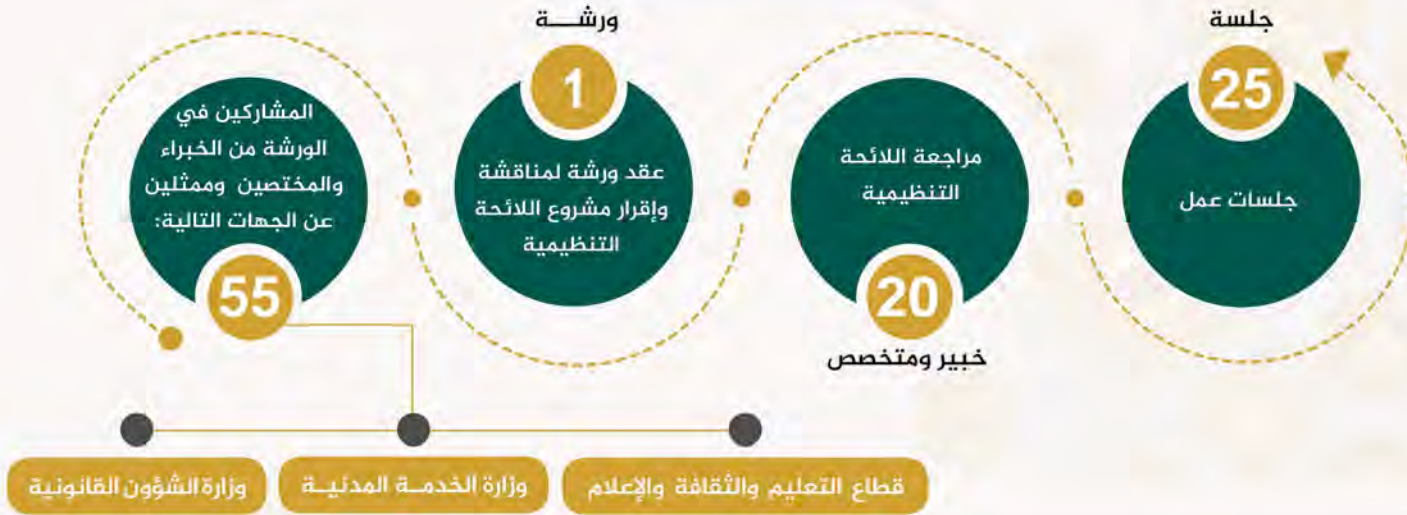 جلسة
25
جلسات عمل
مراجعة اللائحة
التنظيمية
20
خبير ومتخصص
ورشــــة
1
عقد ورشة لمناقشة
وإقرار مشروع اللائحة
التنظيمية
المشاركين في
الورشة من الخبراء
والمختصين وممثلين
عن الجهات التالية:
55
قطاع التعليم والثقافة والإعلام
وزارة الخدمــة المدنيــة
وزارة الشؤون القانونية